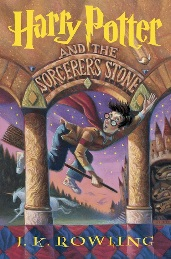 Harry Potter
AND THE
SORCERER'S STONE
J. K. ROWLING